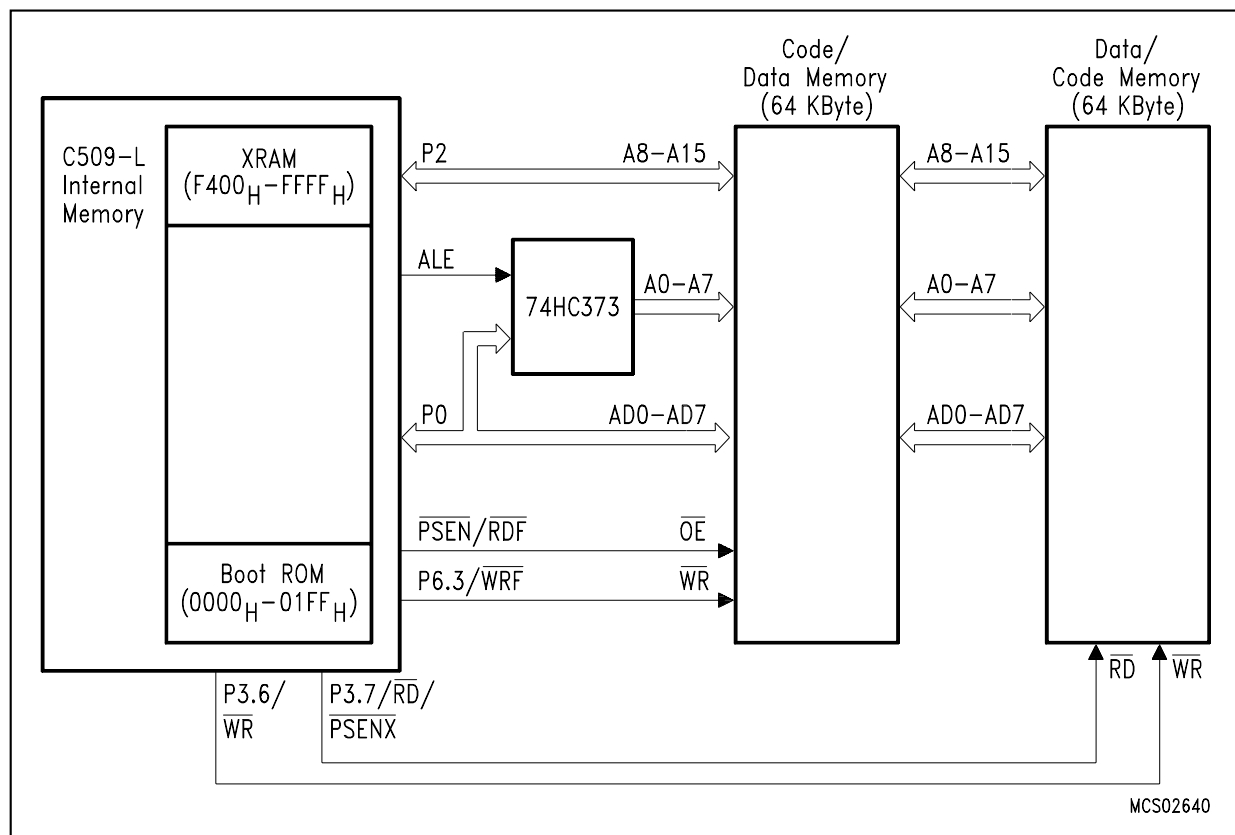 Code/
Data Memory
(64 KByte)
Data/
Code Memory
(64 KByte)
C509-L
Internal
Memory
XRAM
(F400H-FFFFH)
P2
A8-A15
A8-A15
ALE
74HC373
A0-A7
A0-A7
P0
AD0-AD7
AD0-AD7
PSEN/RDF
OE
Boot ROM
(0000H-01FFH)
P6.3/WRF
WR
RD
WR
P3.6/
WR
P3.7/RD/
PSENX
MCS02640